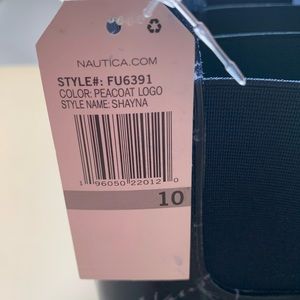 NAUTICA.COM
STYLE#: FU6391
COLOR: PEACOAT LOGO
STYLE NAME: SHAYNA
1 96050 22012 0
10